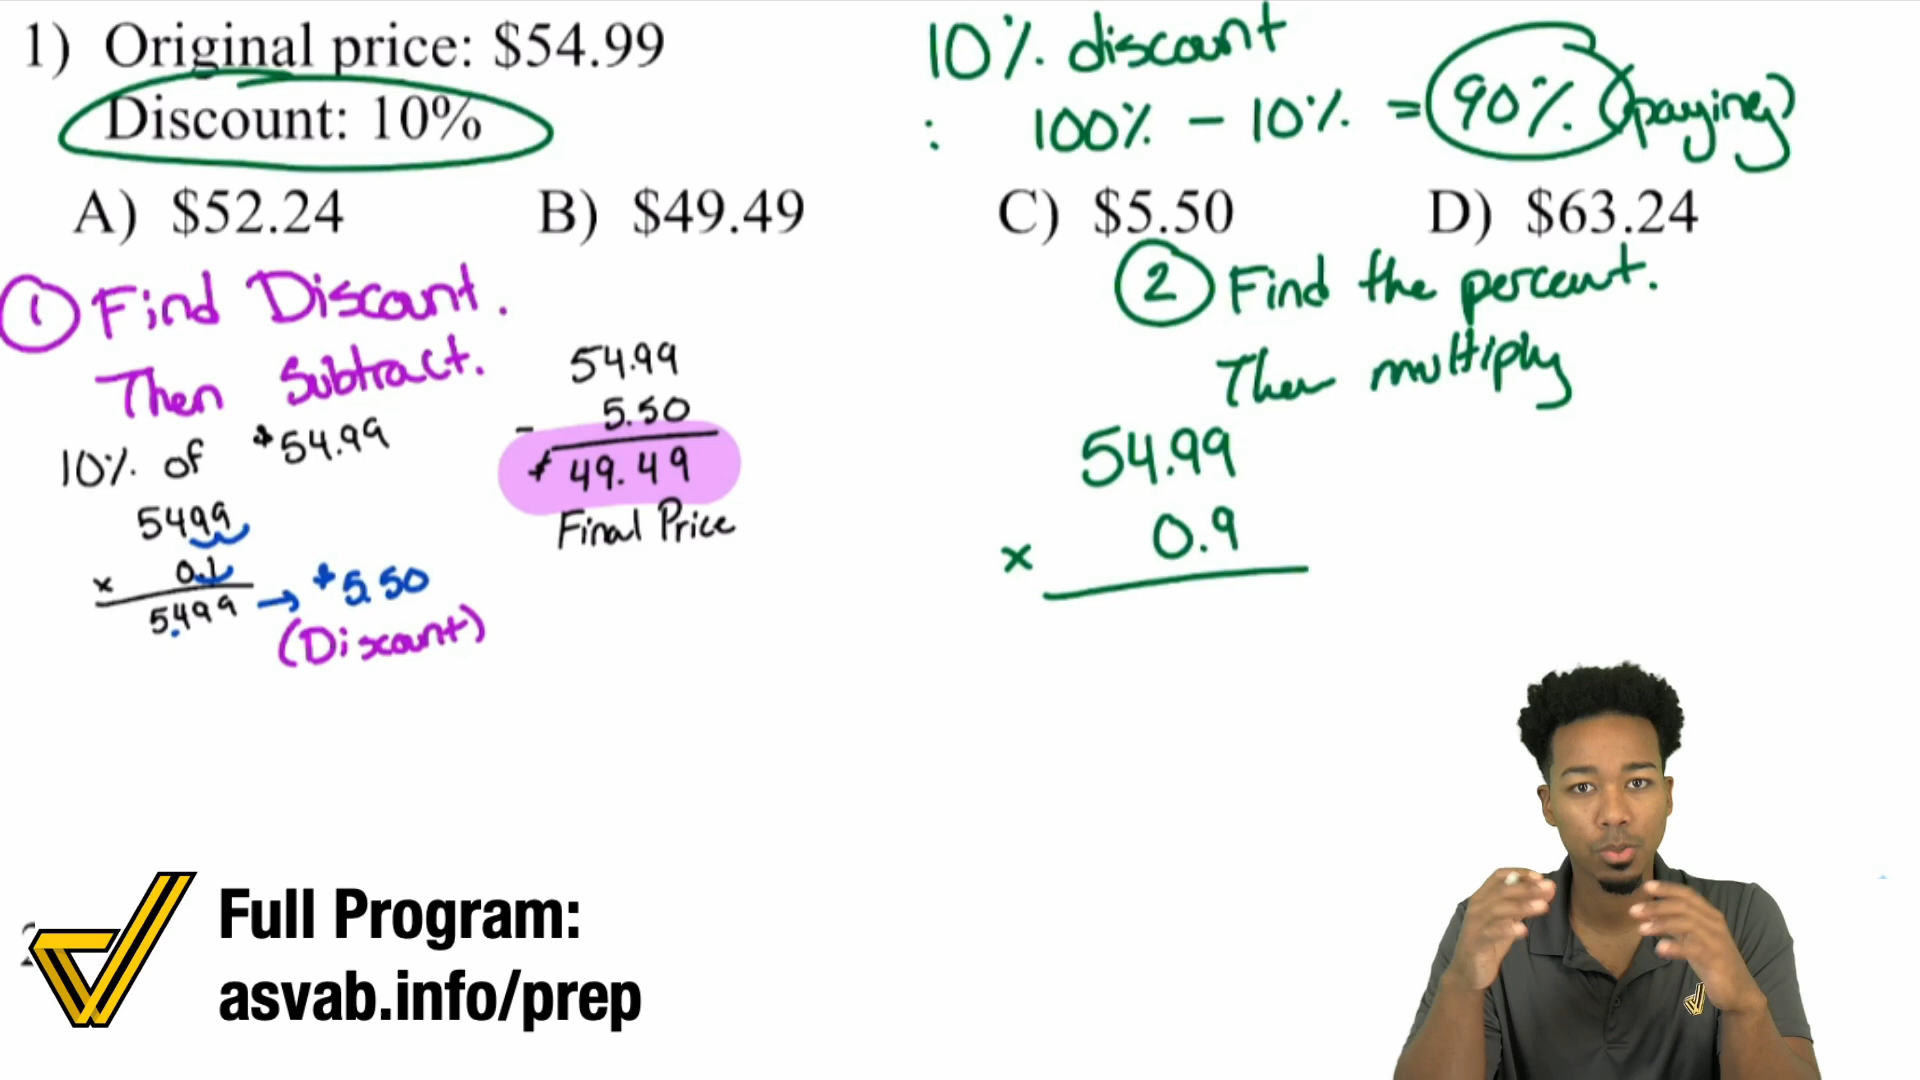 1) Original price: $54.99
Discount: 10%
10% discount
: 100% - 10% = 90% (paying)
A) $52.24 B) $49.49 C) $5.50 D) $63.24
① Find Discount.
Then Subtract.
10% of $54.99
5499
x 0.1
5.499 → $5.50
(Discount)
54.99
- 5.50
$49.49
Final Price
② Find the percent.
Then multiply
54.99
x 0.9
Full Program:
asvab.info/prep